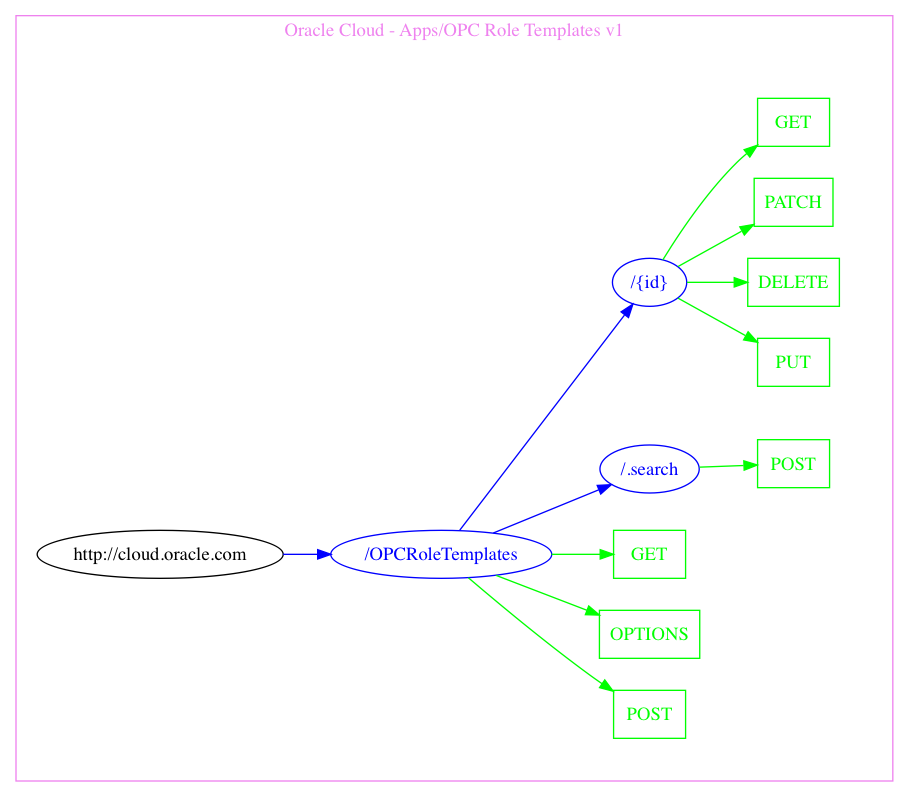 Oracle Cloud - Apps/OPC Role Templates v1
GET
PATCH
/{id}
DELETE
PUT
/.search
POST
http://cloud.oracle.com
/OPCRoleTemplates
GET
OPTIONS
POST